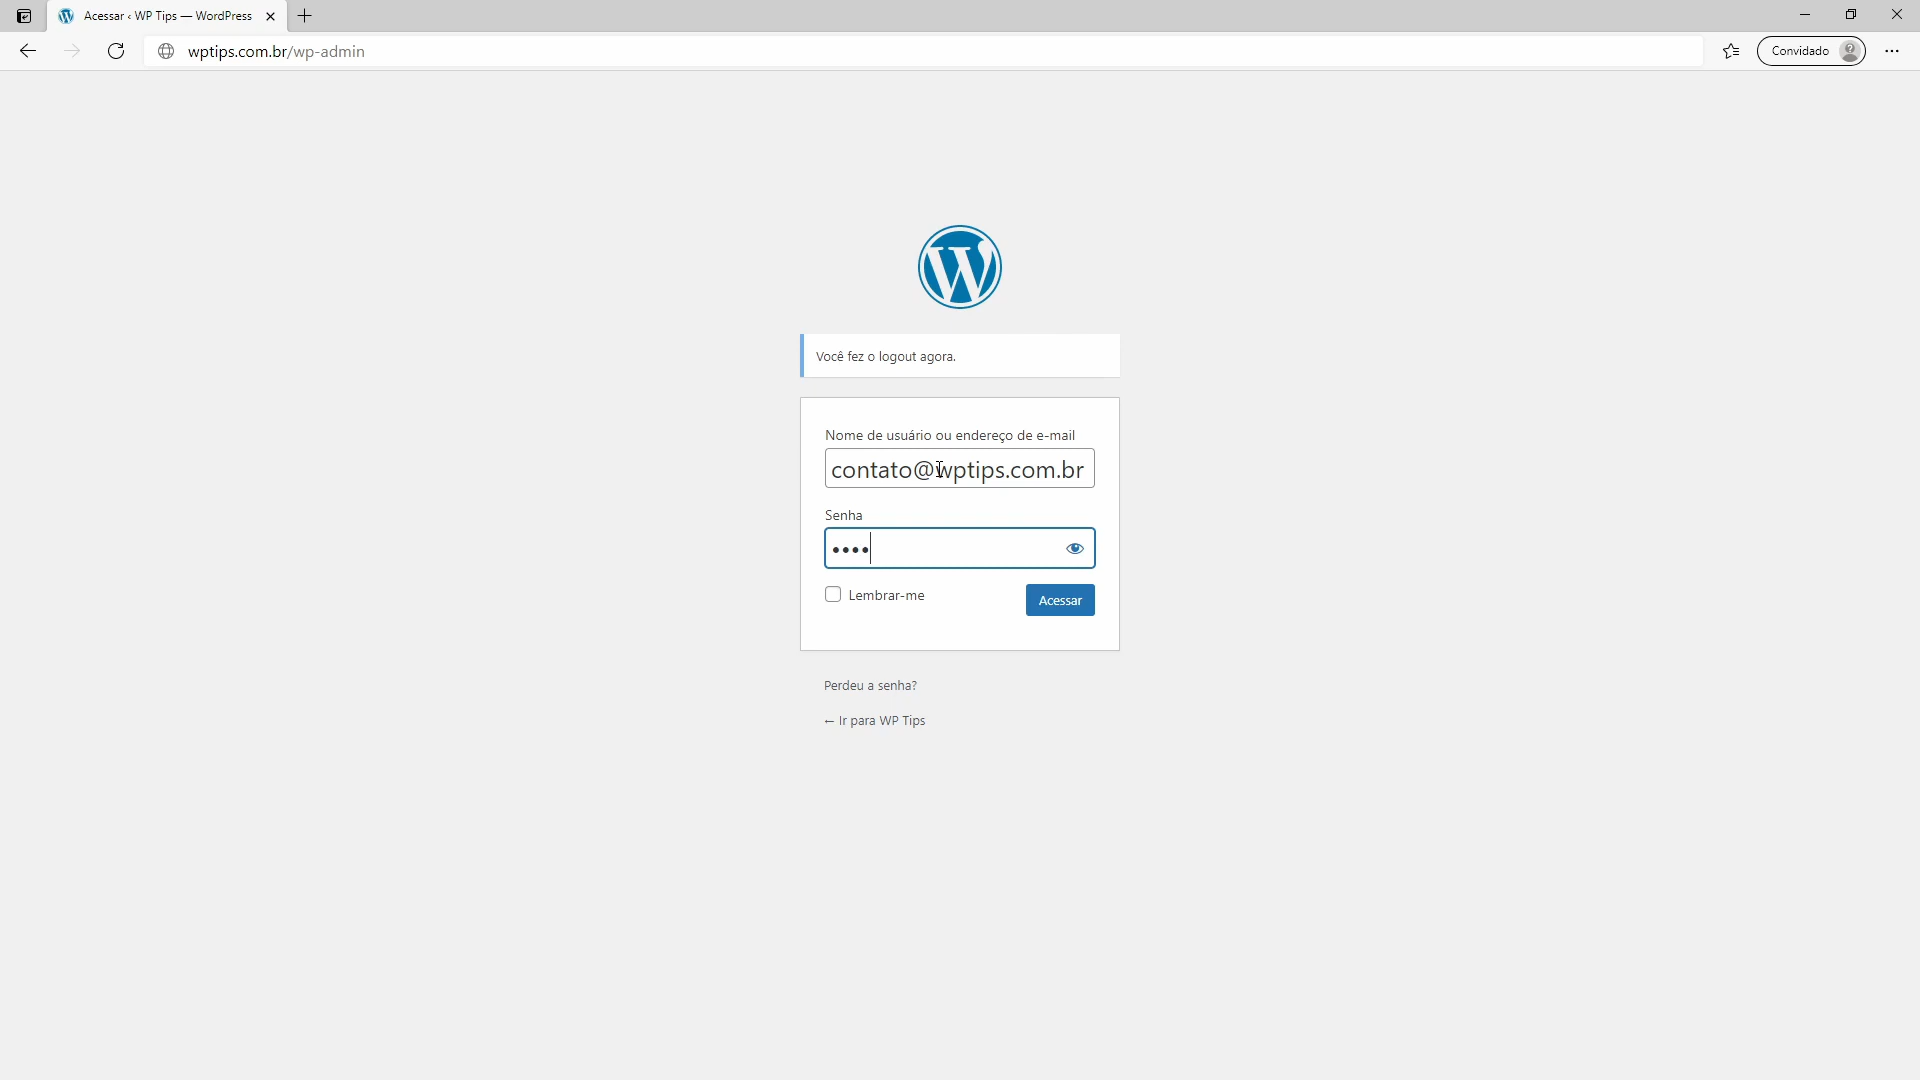 Acessar ‹ WP Tips — WordPress
wptips.com.br/wp-admin
Convidado
Você fez o logout agora.
Nome de usuário ou endereço de e-mail
contato@wptips.com.br
Senha
Lembrar-me
Acessar
Perdeu a senha?
← Ir para WP Tips